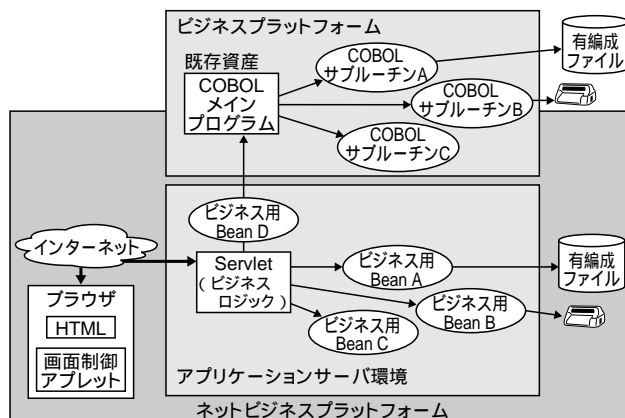 ビジネスプラットフォーム
既存資産
COBOL
メイン
プログラム
COBOL
サブルーチンA
COBOL
サブルーチンB
COBOL
サブルーチンC
有編成
ファイル
ビジネス用
Bean D
インターネット
Servlet
(ビジネス
ロジック)
ビジネス用
Bean A
ビジネス用
Bean B
ビジネス用
Bean C
有編成
ファイル
ブラウザ
HTML
画面制御
アプレット
アプリケーションサーバ環境
ネットビジネスプラットフォーム